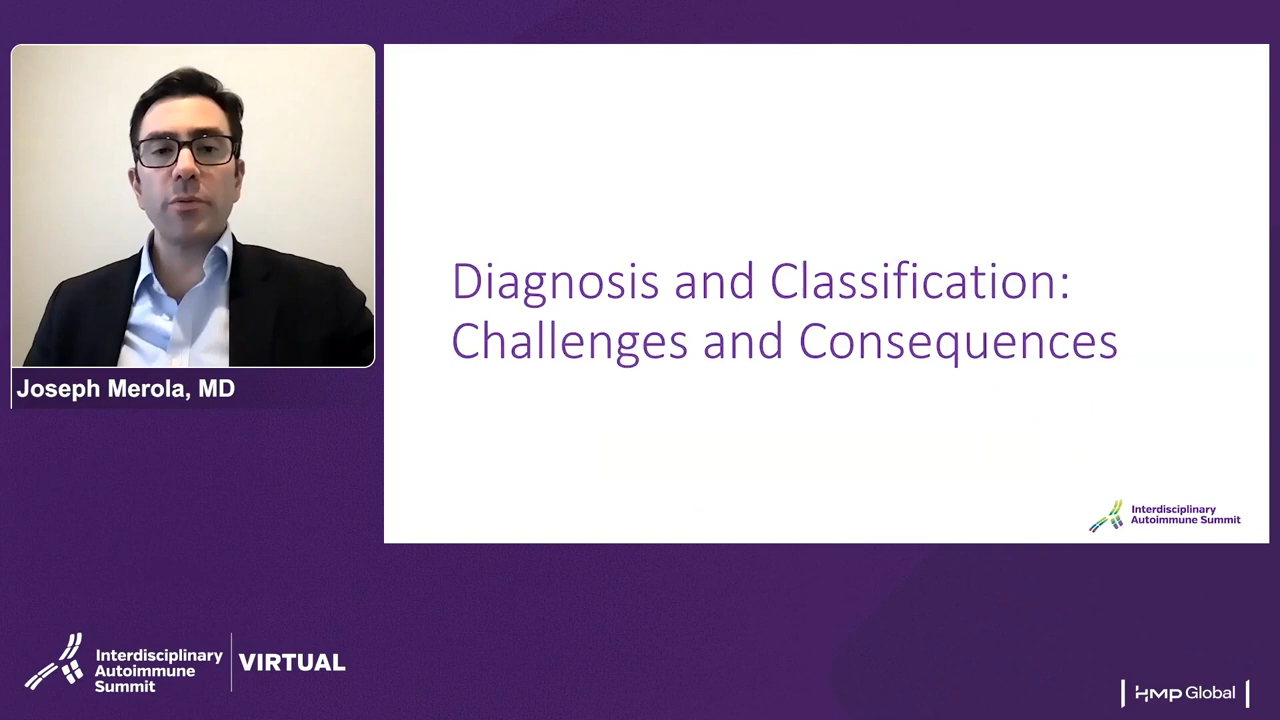 Joseph Merola, MD
Diagnosis and Classification:
Challenges and Consequences
Interdisciplinary
Autoimmune Summit
Interdisciplinary
Autoimmune
Summit
VIRTUAL
HMP Global